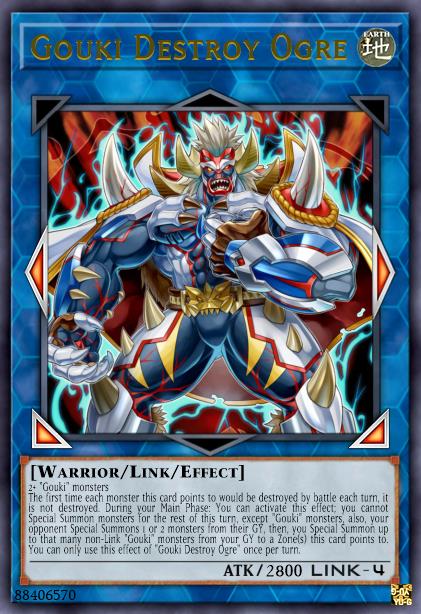 Gouki Destroy Ogre
EARTH
地
[Warrior/Link/Effect]
2+ "Gouki" monsters
The first time each monster this card points to would be destroyed by battle each turn, it
is not destroyed. During your Main Phase: You can activate this effect; you cannot
Special Summon monsters for the rest of this turn, except "Gouki" monsters, also, your
opponent Special Summons 1 or 2 monsters from their GY, then, you Special Summon up
to that many non-Link "Gouki" monsters from your GY to a Zone(s) this card points to.
You can only use this effect of "Gouki Destroy Ogre" once per turn.
ATK/2800 LINK-4
88406570